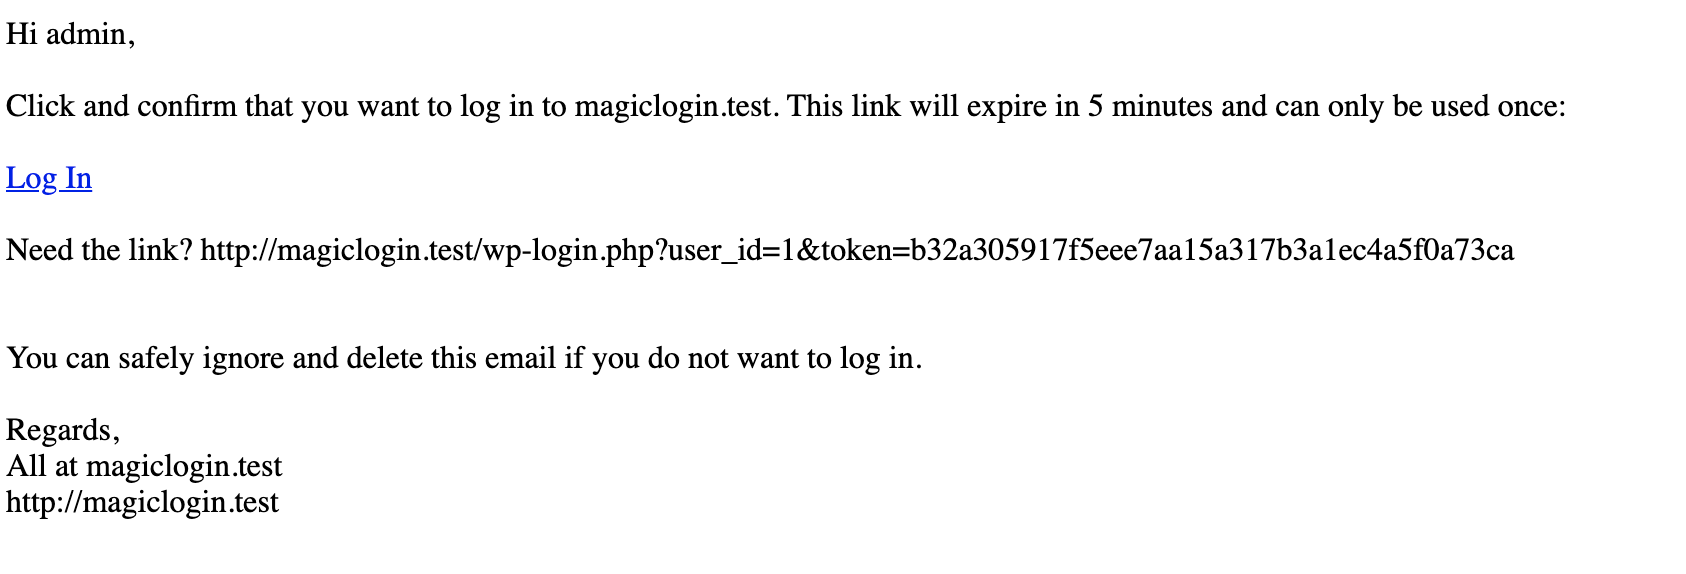 Hi admin,
Click and confirm that you want to log in to magiclogin.test. This link will expire in 5 minutes and can only be used once:
Log In
Need the link? http://magiclogin.test/wp-login.php?user_id=1&token=b32a305917f5eee7aa15a317b3a1ec4a5f0a73ca
You can safely ignore and delete this email if you do not want to log in.
Regards,
All at magiclogin.test
http://magiclogin.test